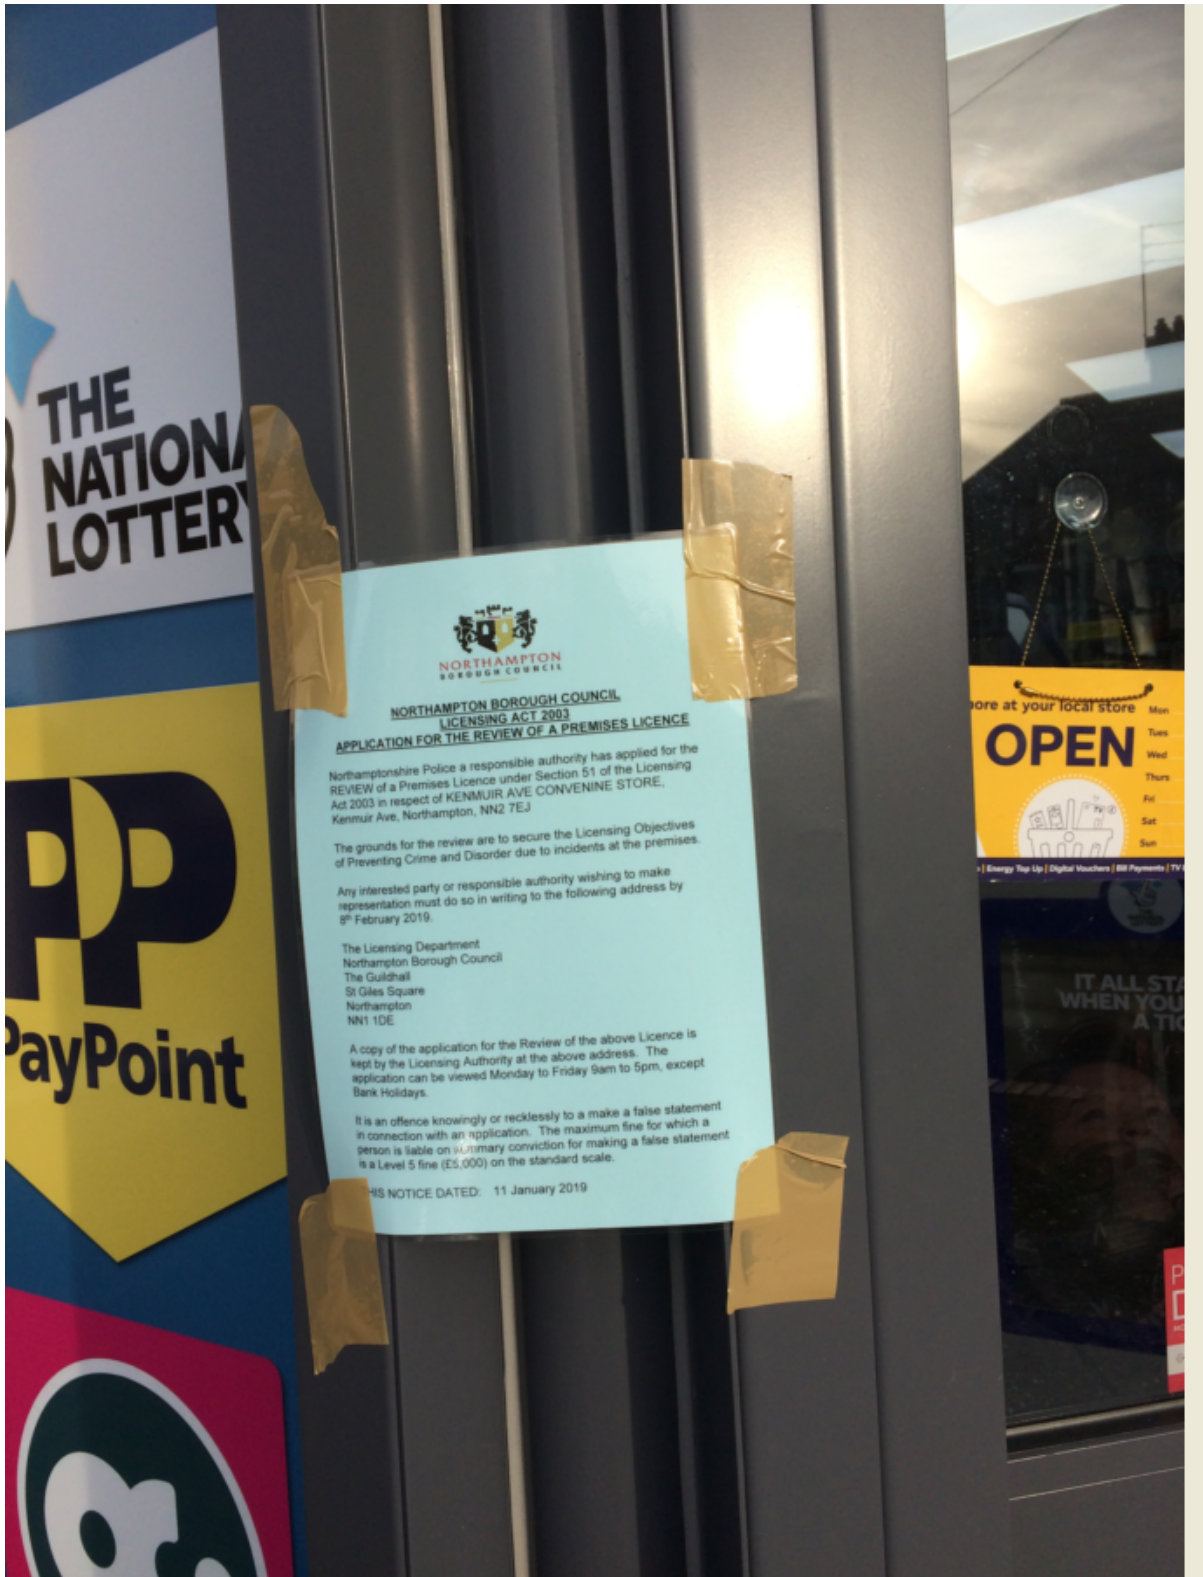 THE
NATIONA
LOTTERY
PayPoint
NORTHAMPTON
BOROUGH COUNCIL
NORTHAMPTON BOROUGH COUNCIL
LICENSING ACT 2003
APPLICATION FOR THE REVIEW OF A PREMISES LICENCE
Northamptonshire Police a responsible authority has applied for the
REVIEW of a Premises Licence under Section 51 of the Licensing
Act 2003 in respect of KENMUIR AVE CONVENINE STORE,
Kenmuir Ave, Northampton, NN2 7EJ
The grounds for the review are to secure the Licensing Objectives
of Preventing Crime and Disorder due to incidents at the premises.
Any interested party or responsible authority wishing to make
representation must do so in writing to the following address by
8th February 2019.
The Licensing Department
Northampton Borough Council
The Guildhall
St Giles Square
Northampton
NN1 1DE
A copy of the application for the Review of the above Licence is
kept by the Licensing Authority at the above address. The
application can be viewed Monday to Friday 9am to 5pm, except
Bank Holidays.
It is an offence knowingly or recklessly to a make a false statement
in connection with an application. The maximum fine for which a
person is liable on summary conviction for making a false statement
is a Level 5 fine (£5,000) on the standard scale.
HIS NOTICE DATED: 11 January 2019
ore at your local store
OPEN
Mon
Tues
Wed
Thurs
Fri
Sat
Sun
| Energy Top Up | Digital Vouchers | Bill Payments | TV
IT ALL STA
WHEN YOU
A TIC